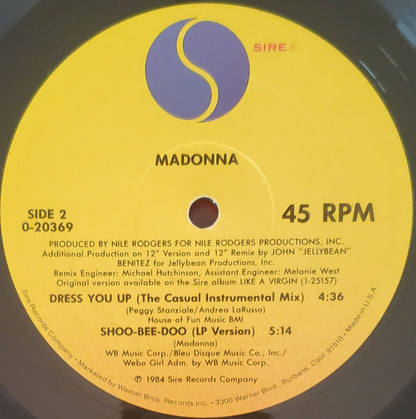 SIRE ®
MADONNA
SIDE 2
0-20369
45 RPM
PRODUCED BY NILE RODGERS FOR NILE RODGERS PRODUCTIONS, INC.
Additional Production on 12" Version and 12" Remix by JOHN "JELLYBEAN"
BENITEZ for Jellybean Productions, Inc.
Remix Engineer: Michael Hutchinson, Assistant Engineer: Melanie West
Original version available on the Sire album LIKE A VIRGIN (1-25157)
DRESS YOU UP (The Casual Instrumental Mix) 4:36
(Peggy Stanziale/Andrea LaRusso)
House of Fun Music BMI
SHOO-BEE-DOO (LP Version) 5:14
(Madonna)
WB Music Corp./Bleu Disque Music Co., Inc./
Webo Girl Adm. by WB Music Corp.
℗ 1984 Sire Records Company
Sire Records Company • Marketed by Warner Bros. Records Inc. • 3300 Warner Blvd., Burbank, Calif. 91510 • Made in U.S.A.